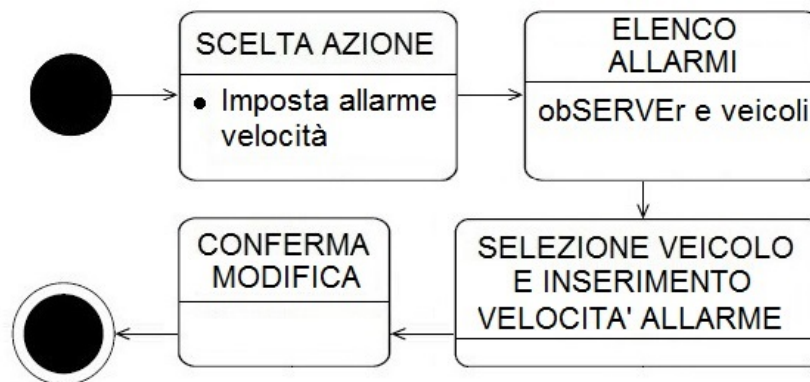 SCELTA AZIONE
• Imposta allarme
velocità
ELENCO
ALLARMI
obSERVEr e veicoli
SELEZIONE VEICOLO
E INSERIMENTO
VELOCITA' ALLARME
CONFERMA
MODIFICA